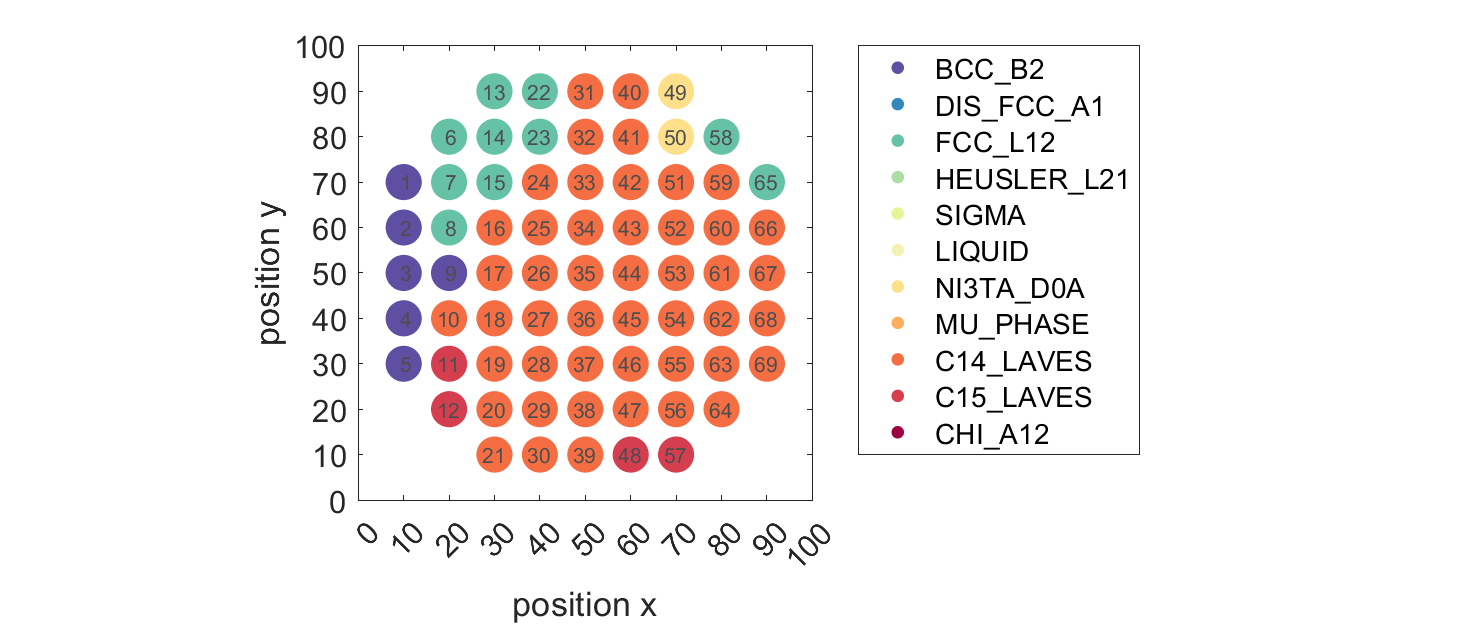 100
90 13 22 31 40 49
80 6 14 23 32 41 50 58
70 1 7 15 24 33 42 51 59 65
60 2 8 16 25 34 43 52 60 66
50 3 9 17 26 35 44 53 61 67
40 4 10 18 27 36 45 54 62 68
30 5 11 19 28 37 46 55 63 69
20 12 20 29 38 47 56 64
10 21 30 39 48 57
0
0 10 20 30 40 50 60 70 80 90 100
position x
position y
BCC_B2
DIS_FCC_A1
FCC_L12
HEUSLER_L21
SIGMA
LIQUID
NI3TA_D0A
MU_PHASE
C14_LAVES
C15_LAVES
CHI_A12